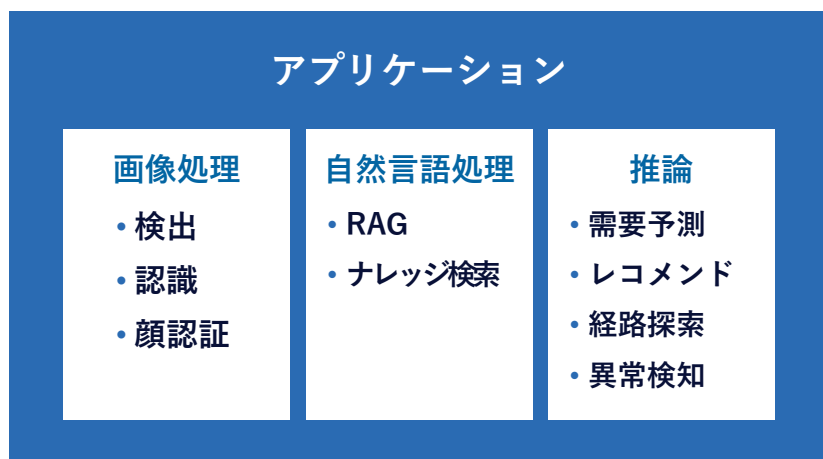 アプリケーション
画像処理
・検出
・認識
・顔認証
自然言語処理
・RAG
・ナレッジ検索
推論
・需要予測
・レコメンド
・経路探索
・異常検知